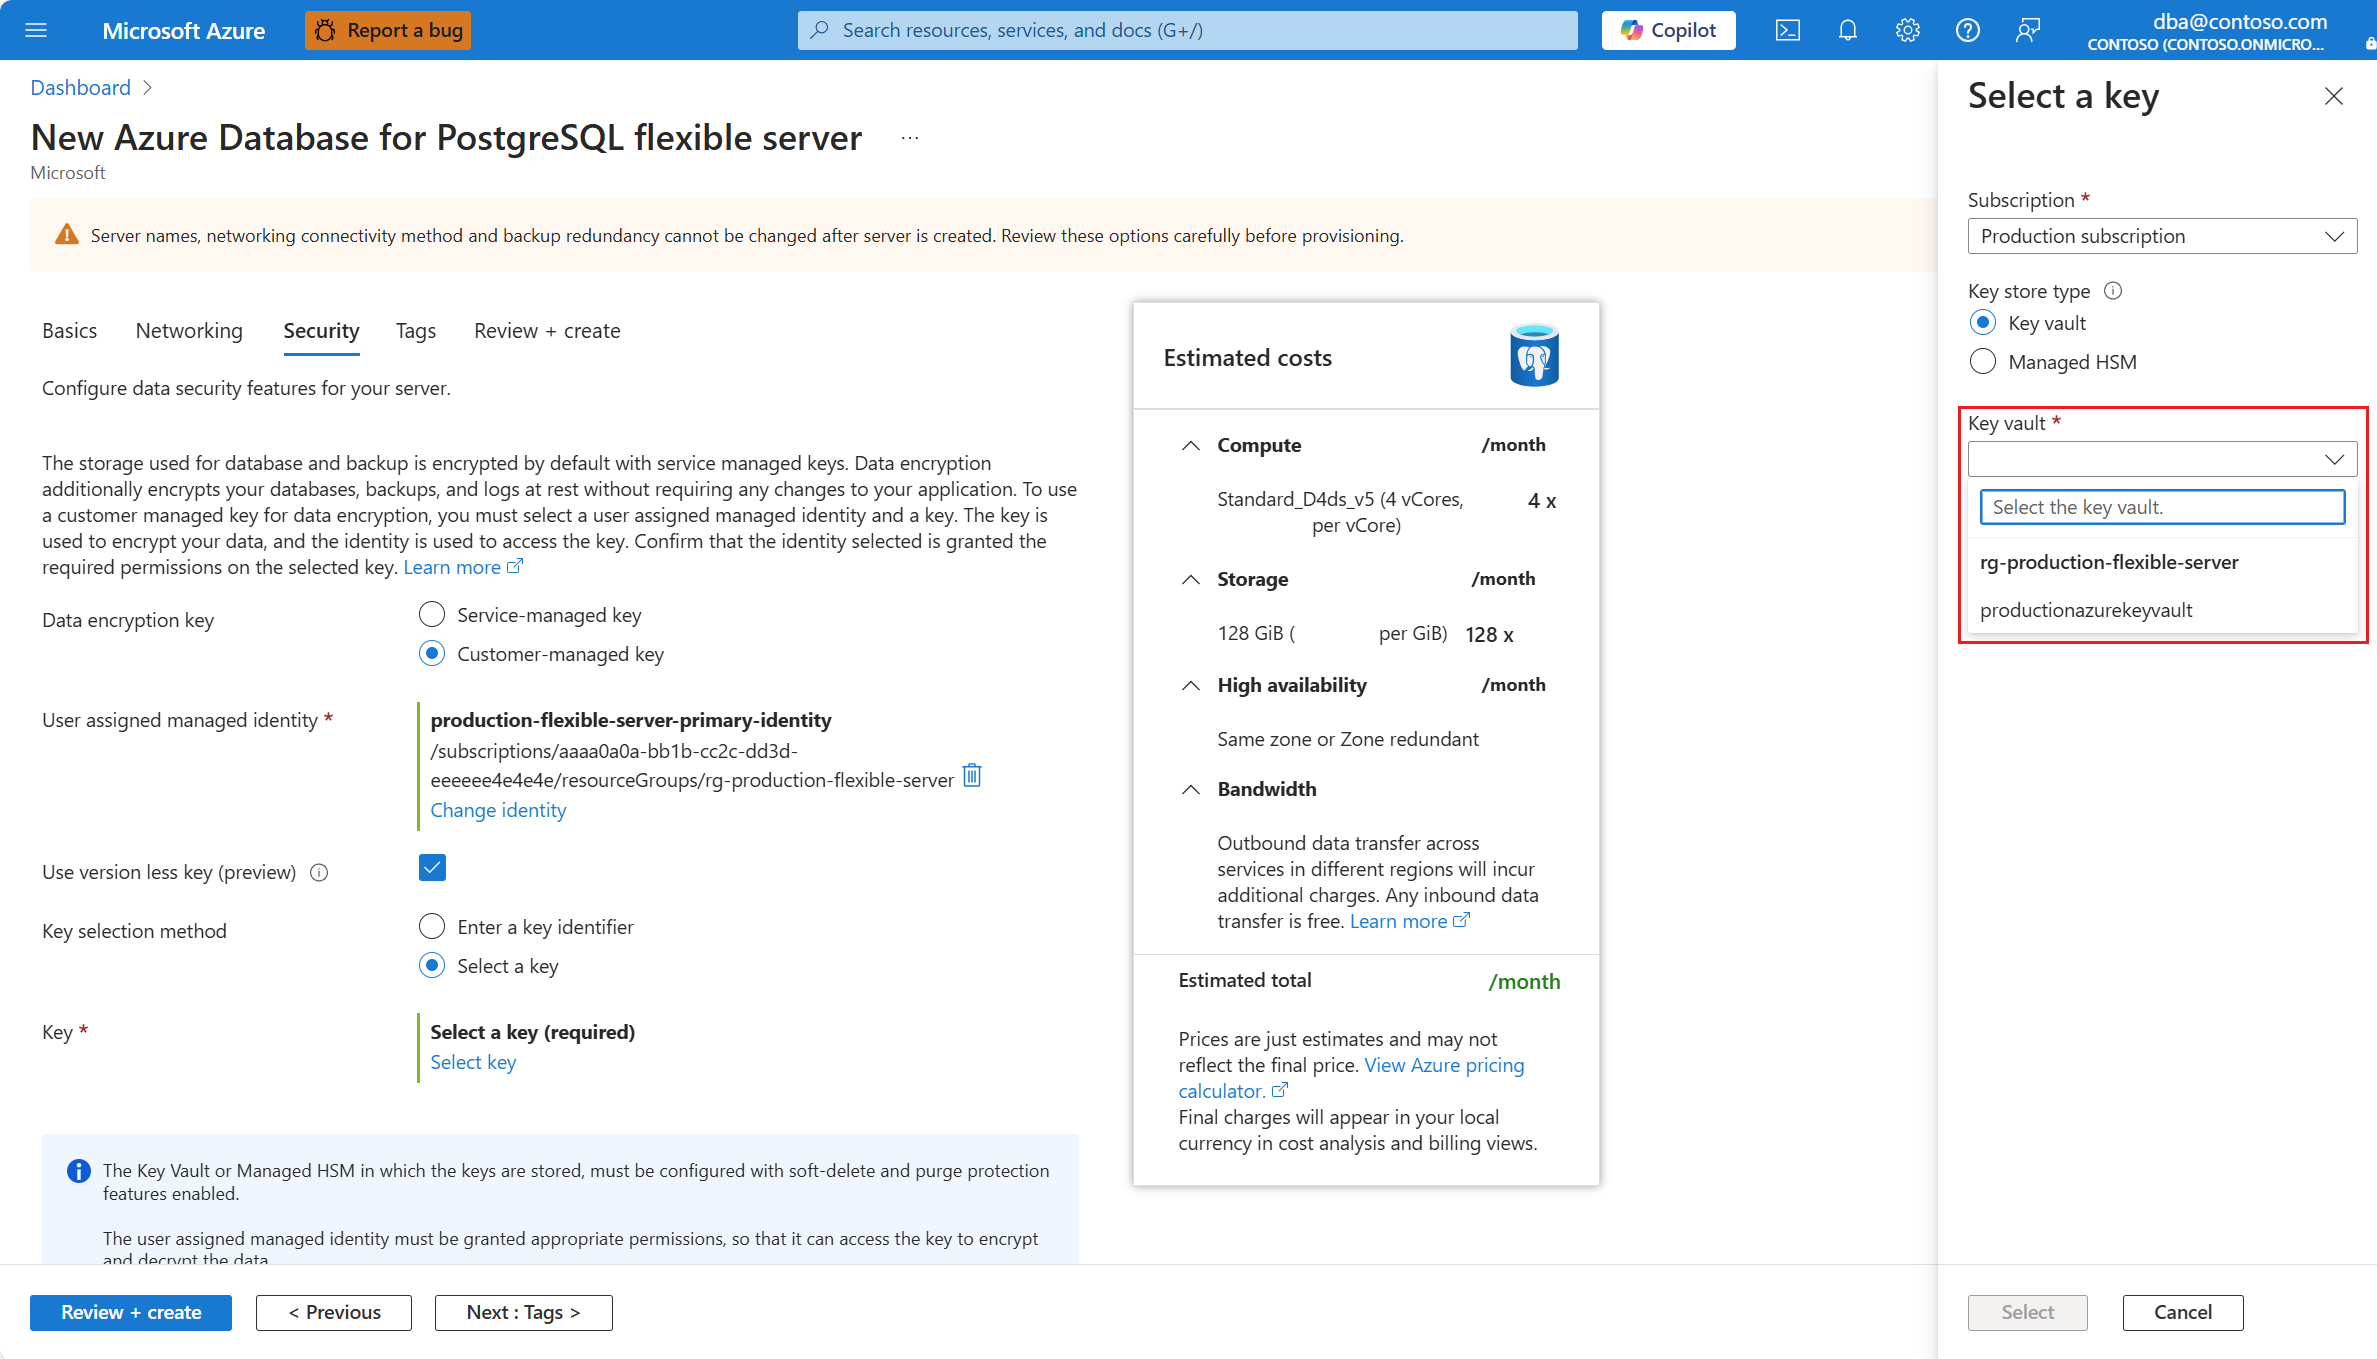 Microsoft Azure
Report a bug
Search resources, services, and docs (G+/)
Copilot
dba@contoso.com
CONTOSO (CONTOSO.ONMICRO...
Dashboard
New Azure Database for PostgreSQL flexible server
...
Microsoft
Server names, networking connectivity method and backup redundancy cannot be changed after server is created. Review these options carefully before provisioning.
Basics
Networking
Security
Tags
Review + create
Configure data security features for your server.
The storage used for database and backup is encrypted by default with service managed keys. Data encryption
additionally encrypts your databases, backups, and logs at rest without requiring any changes to your application. To use
a customer managed key for data encryption, you must select a user assigned managed identity and a key. The key is
used to encrypt your data, and the identity is used to access the key. Confirm that the identity selected is granted the
required permissions on the selected key. Learn more
Data encryption key
Service-managed key
Customer-managed key
User assigned managed identity *
production-flexible-server-primary-identity
/subscriptions/aaaa0a0a-bb1b-cc2c-dd3d-
eeeeee4e4e4e/resourceGroups/rg-production-flexible-server
Change identity
Use version less key (preview)
Key selection method
Enter a key identifier
Select a key
Key *
Select a key (required)
Select key
The Key Vault or Managed HSM in which the keys are stored, must be configured with soft-delete and purge protection
features enabled.
The user assigned managed identity must be granted appropriate permissions, so that it can access the key to encrypt
and decrypt the data
Estimated costs
Compute /month
Standard_D4ds_v5 (4 vCores, 4 x
per vCore)
Storage /month
128 GiB ( per GiB) 128 x
High availability /month
Same zone or Zone redundant
Bandwidth
Outbound data transfer across
services in different regions will incur
additional charges. Any inbound data
transfer is free. Learn more
Estimated total /month
Prices are just estimates and may not
reflect the final price. View Azure pricing
calculator.
Final charges will appear in your local
currency in cost analysis and billing views.
Review + create
< Previous
Next : Tags >
Select a key
Subscription *
Production subscription
Key store type
Key vault
Managed HSM
Key vault *
Select the key vault.
rg-production-flexible-server
productionazurekeyvault
Select
Cancel